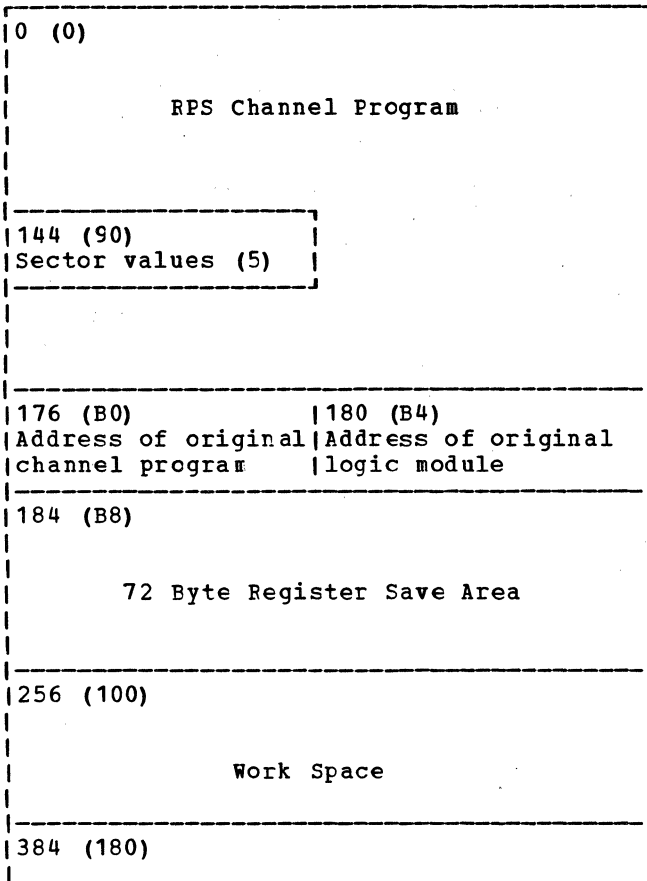 0 (0)
RPS Channel Program
144 (90)
Sector values (5)
176 (B0) 180 (B4)
Address of original Address of original
channel program logic module
184 (B8)
72 Byte Register Save Area
256 (100)
Work Space
384 (180)